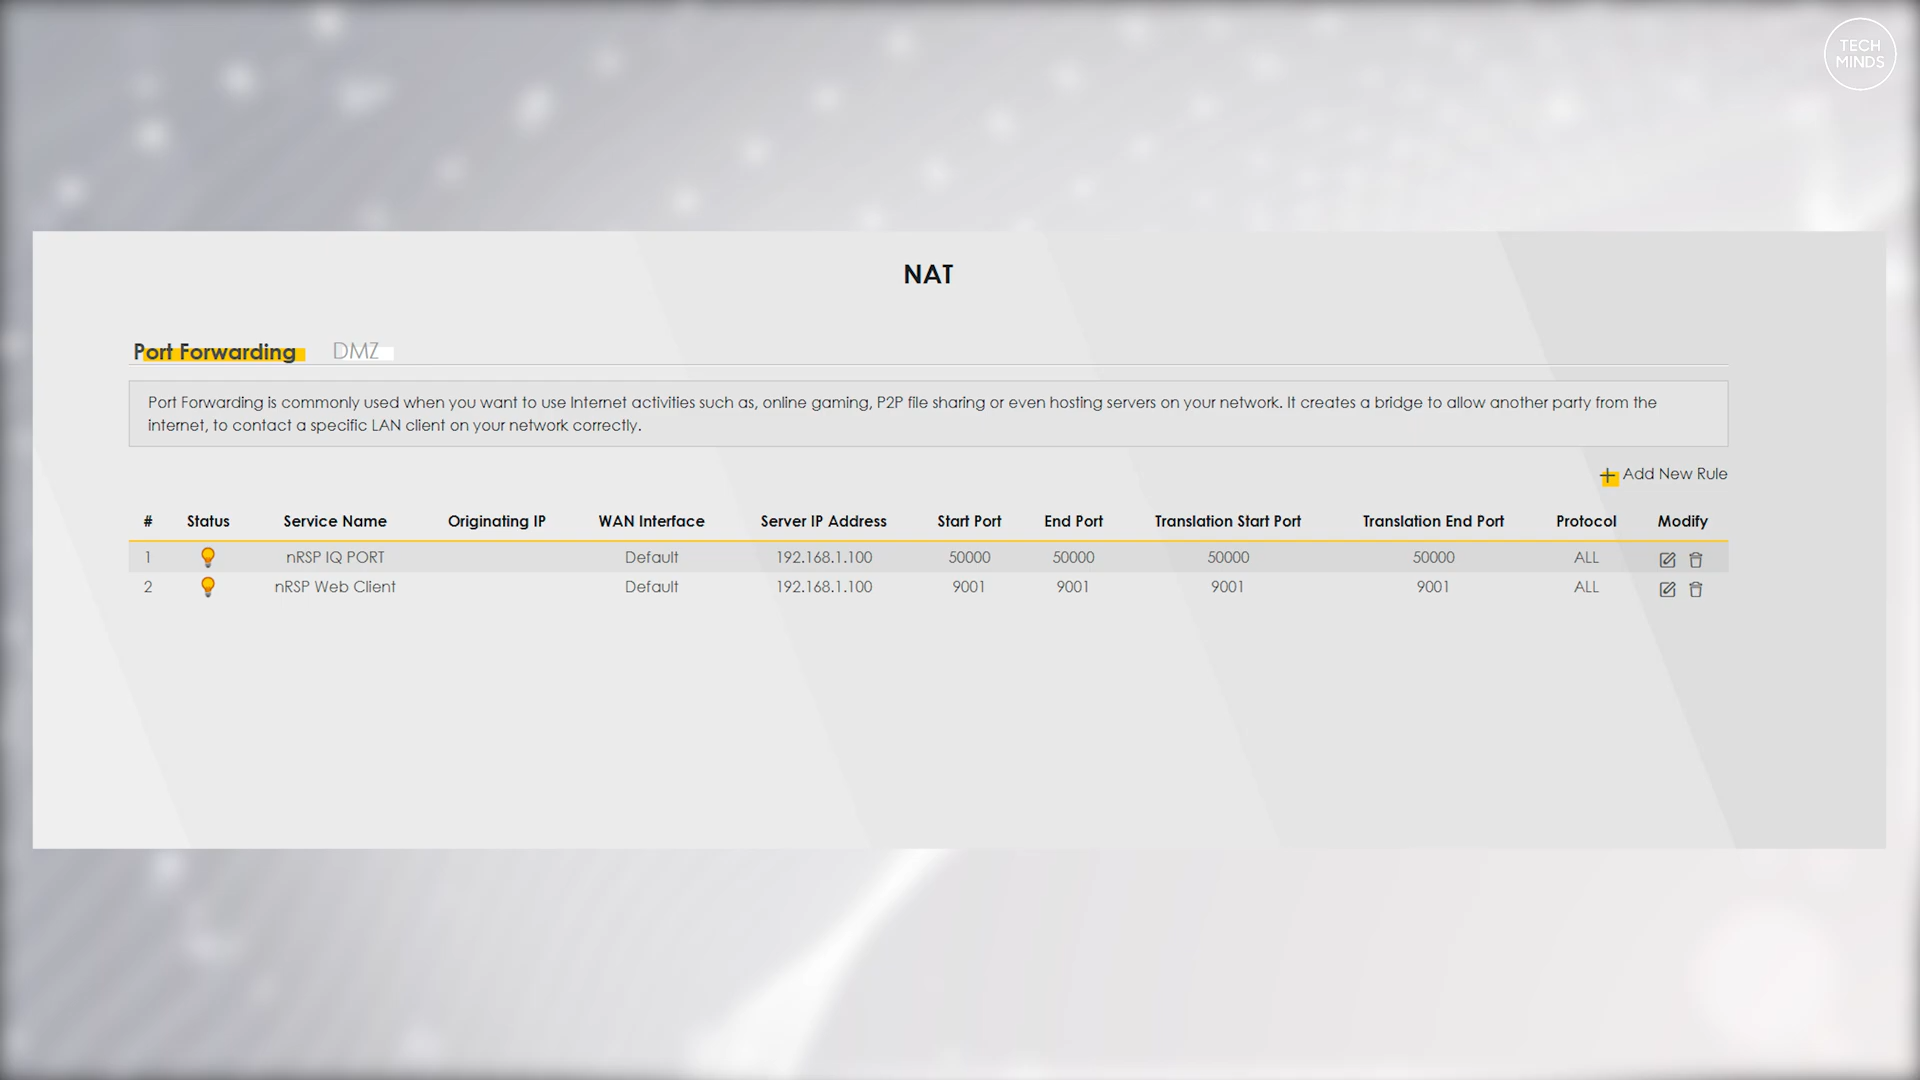 TECH
MINDS
NAT
Port Forwarding DMZ
Port Forwarding is commonly used when you want to use Internet activities such as, online gaming, P2P file sharing or even hosting servers on your network. It creates a bridge to allow another party from the
internet, to contact a specific LAN client on your network correctly.
Add New Rule
# Status Service Name Originating IP WAN Interface Server IP Address Start Port End Port Translation Start Port Translation End Port Protocol Modify
1 nRSP IQ PORT Default 192.168.1.100 50000 50000 50000 50000 ALL
2 nRSP Web Client Default 192.168.1.100 9001 9001 9001 9001 ALL